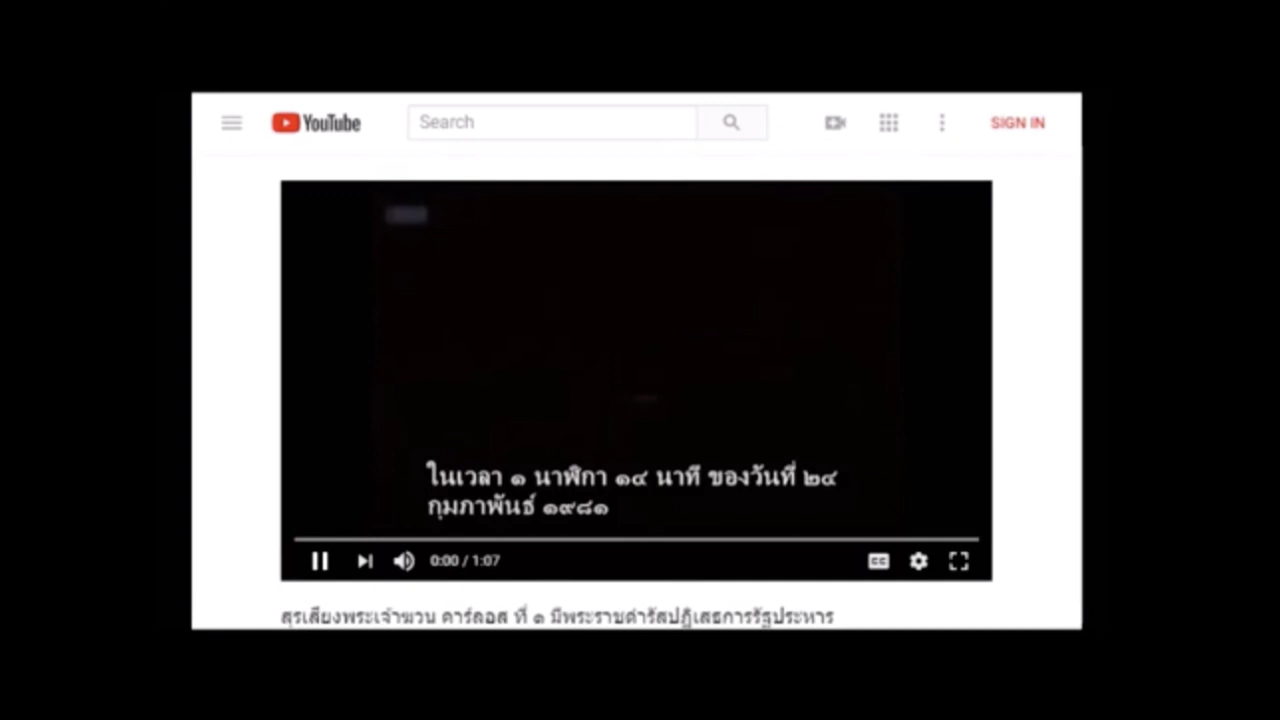 YouTube
Search
SIGN IN
ในเวลา ๑ นาฬิกา ๑๔ นาที ของวันที่ ๒๔
กุมภาพันธ์ ๑๙๘๑
0:00 / 1:07
CC
สุรเสียงพระเจ้าฆวน คาร์ลอส ที่ ๑ มีพระราชดำรัสปฏิเสธการรัฐประหาร